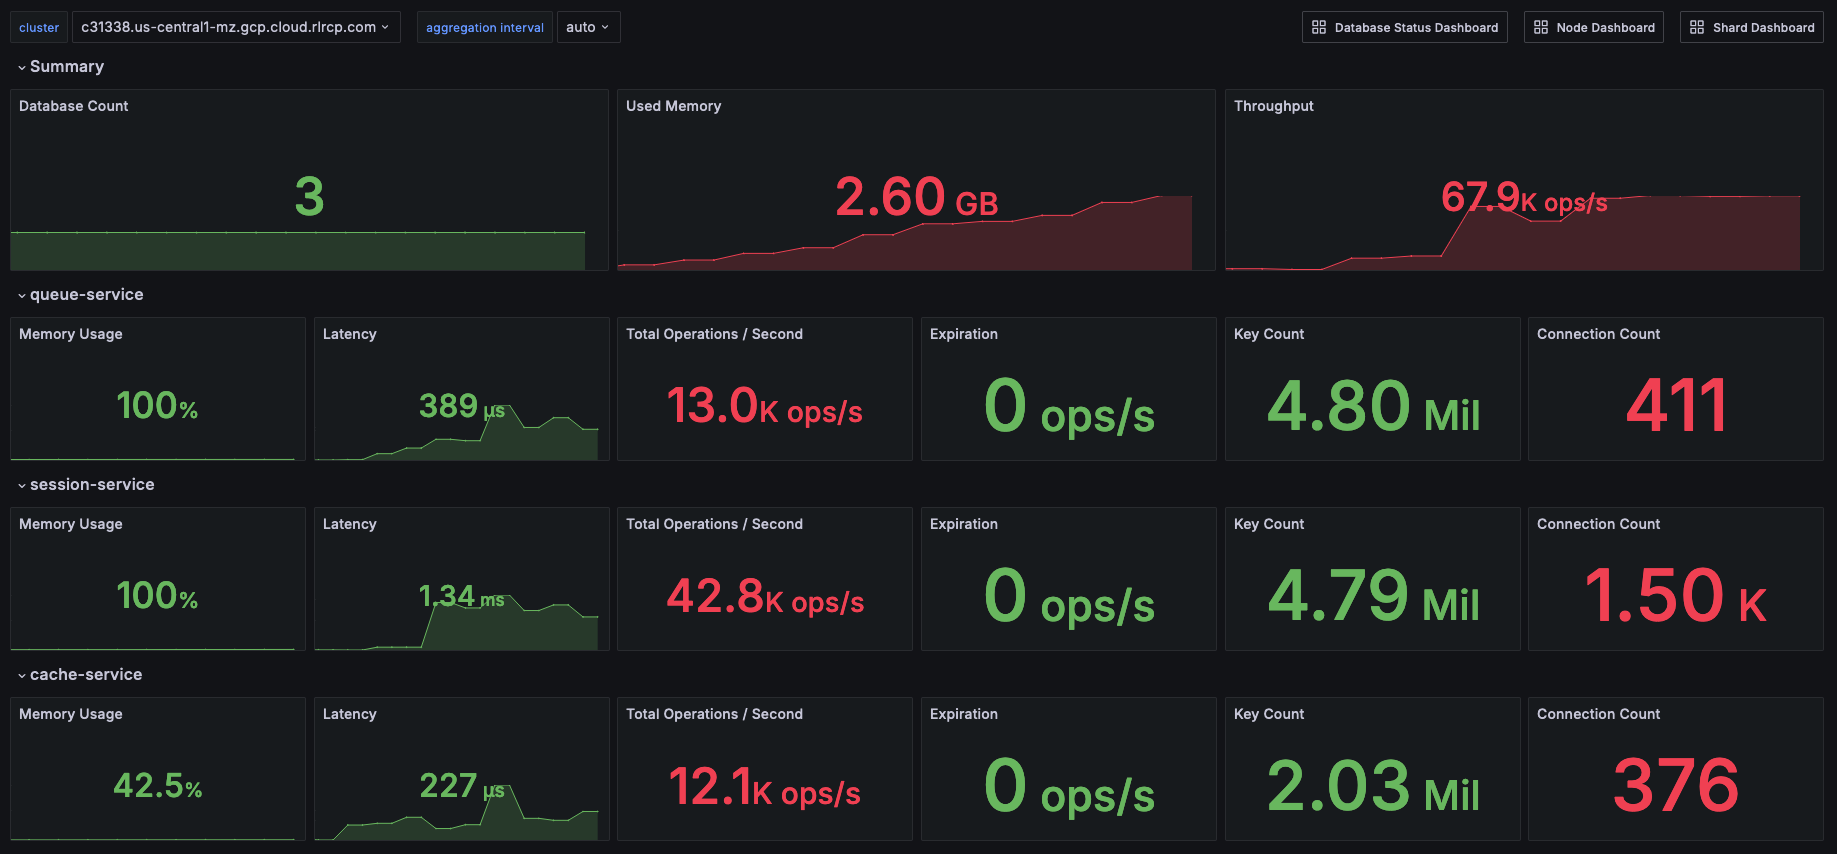 cluster c31338.us-central1-mz.gcp.cloud.rlrcp.com aggregation interval auto Database Status Dashboard Node Dashboard Shard Dashboard
Summary
Database Count Used Memory Throughput
3 2.60 GB 67.9K ops/s
queue-service
Memory Usage Latency Total Operations / Second Expiration Key Count Connection Count
100% 389 µs 13.0K ops/s 0 ops/s 4.80 Mil 411
session-service
Memory Usage Latency Total Operations / Second Expiration Key Count Connection Count
100% 1.34 ms 42.8K ops/s 0 ops/s 4.79 Mil 1.50 K
cache-service
Memory Usage Latency Total Operations / Second Expiration Key Count Connection Count
42.5% 227 µs 12.1K ops/s 0 ops/s 2.03 Mil 376